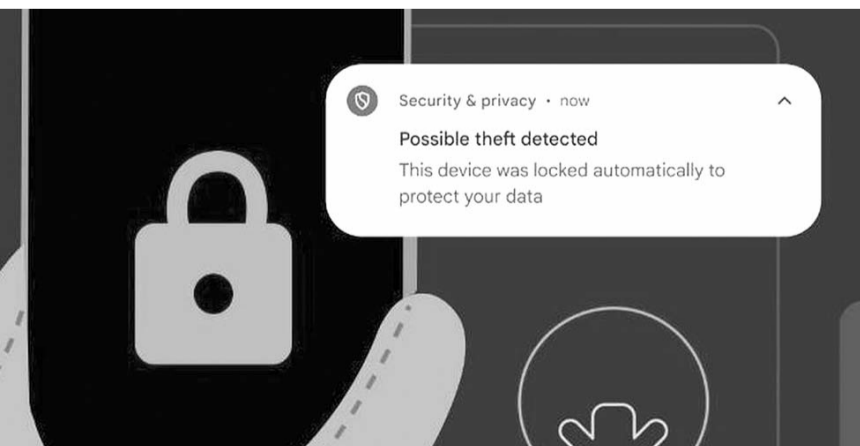 Security & privacy • now
Possible theft detected
This device was locked automatically to
protect your data